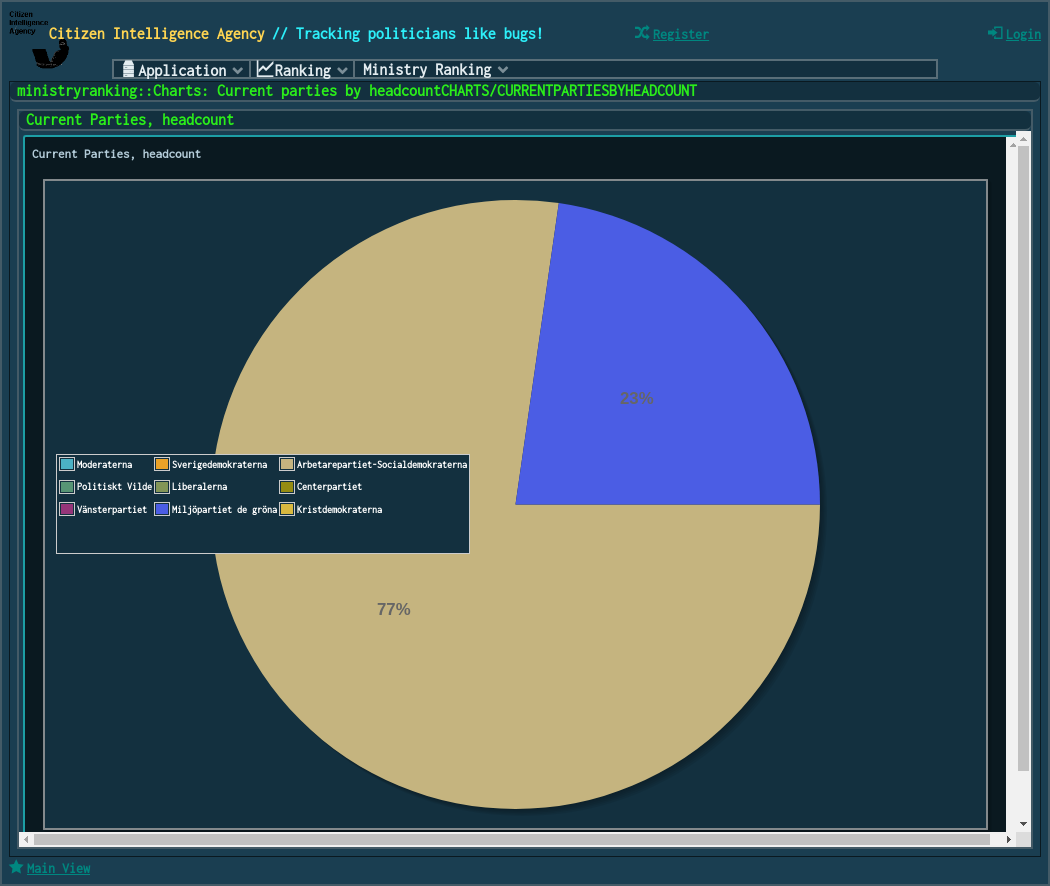 Citizen
Intelligence
Agency
Citizen Intelligence Agency // Tracking politicians like bugs!
Register
Login
Application
Ranking
Ministry Ranking
ministryranking::Charts: Current parties by headcountCHARTS/CURRENTPARTIESBYHEADCOUNT
Current Parties, headcount
Current Parties, headcount
23%
Moderaterna Sverigedemokraterna Arbetarepartiet-Socialdemokraterna
Politiskt Vilde Liberalerna Centerpartiet
Vänsterpartiet Miljöpartiet de gröna Kristdemokraterna
77%
Main View